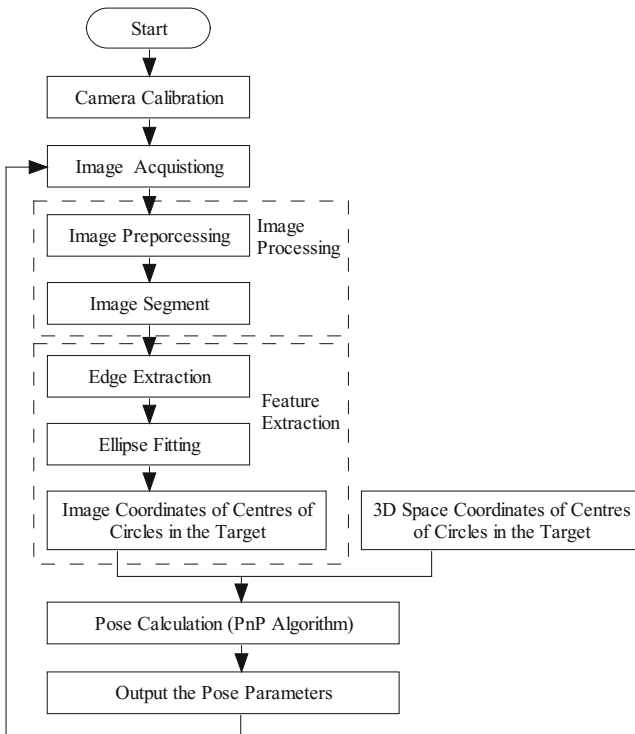 Start
Camera Calibration
Image Acquistiong
Image Preporcessing
Image
Processing
Image Segment
Edge Extraction
Feature
Extraction
Ellipse Fitting
Image Coordinates of Centres of
Circles in the Target
3D Space Coordinates of Centres
of Circles in the Target
Pose Calculation (PnP Algorithm)
Output the Pose Parameters